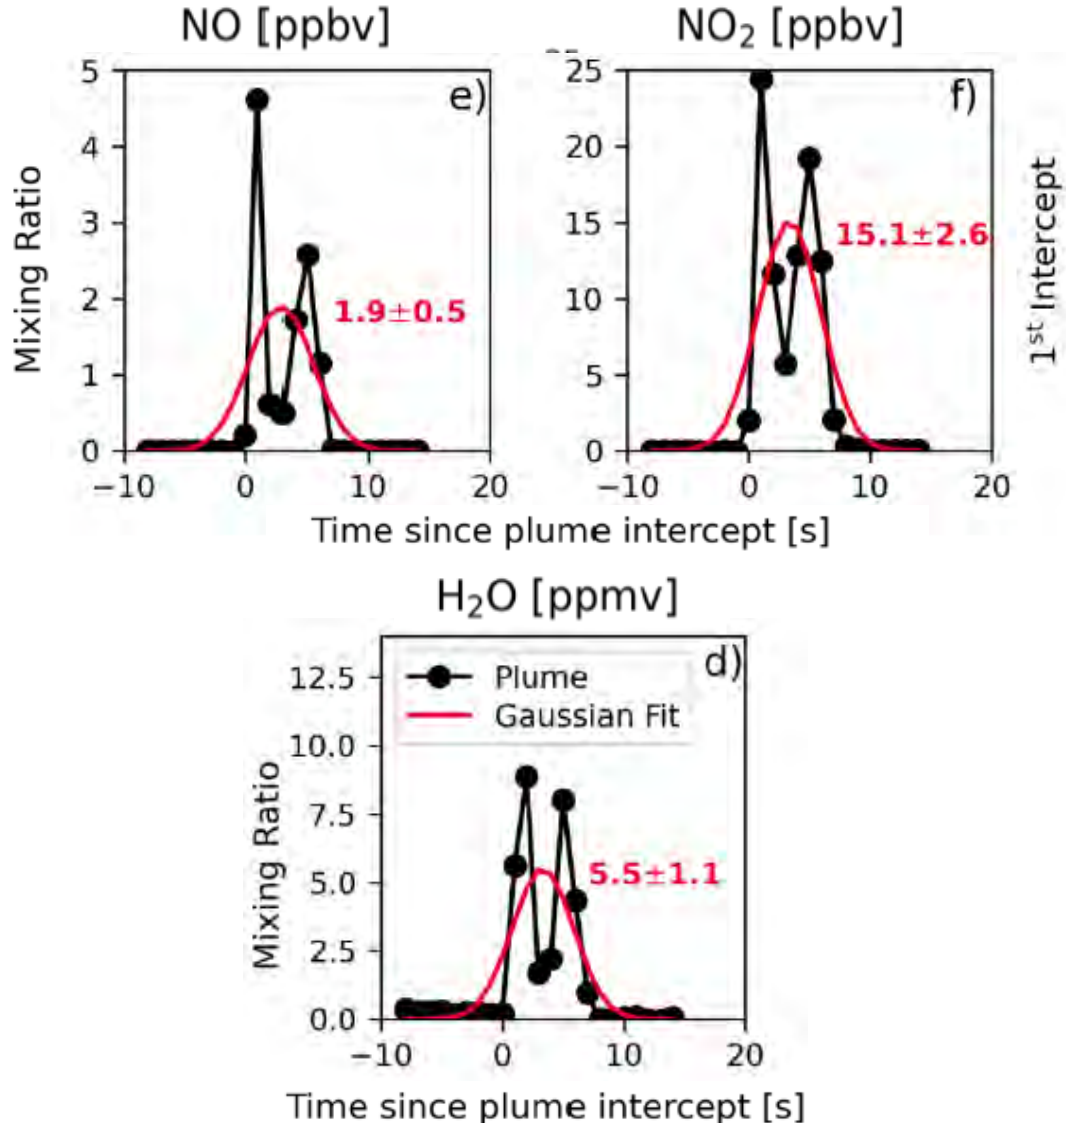 NO [ppbv]
NO₂ [ppbv]
e)
5
4
3
2
1
0
Mixing Ratio
1.9±0.5
−10 0 10 20
f)
25
20
15
10
5
0
15.1±2.6
1st Intercept
−10 0 10 20
Time since plume intercept [s]
H₂O [ppmv]
d)
Plume
Gaussian Fit
12.5
10.0
7.5
5.0
2.5
0.0
Mixing Ratio
5.5±1.1
−10 0 10 20
Time since plume intercept [s]